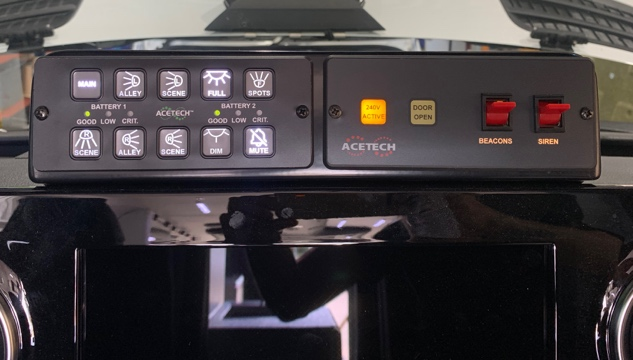 MAIN
ALLEY
SCENE
FULL
SPOTS
BATTERY 1
GOOD LOW CRIT.
ACETECH™
BATTERY 2
GOOD LOW CRIT.
R
SCENE
ALLEY
SCENE
DIM
MUTE
240V
ACTIVE
DOOR
OPEN
BEACONS
SIREN
ACETECH